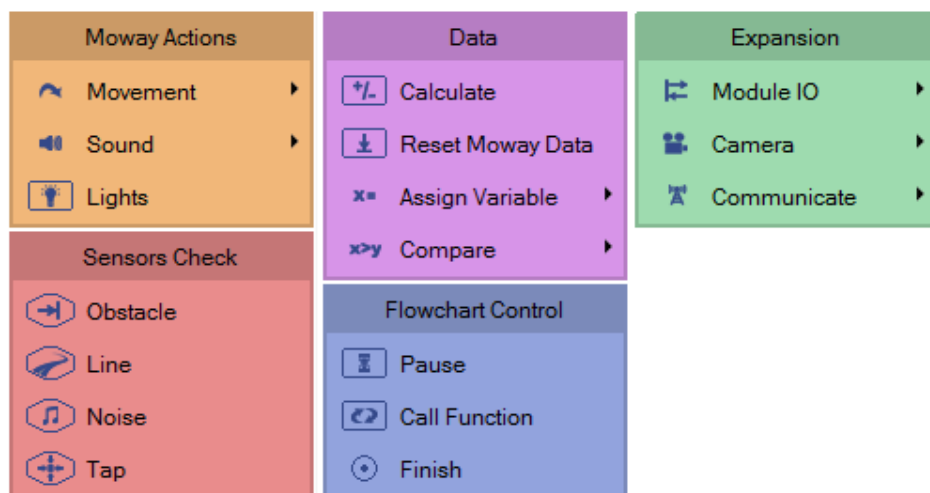 Moway Actions
Movement
Sound
Lights
Sensors Check
Obstacle
Line
Noise
Tap
Data
+/-
Calculate
Reset Moway Data
x=
Assign Variable
x>y
Compare
Flowchart Control
Pause
Call Function
Finish
Expansion
Module IO
Camera
Communicate